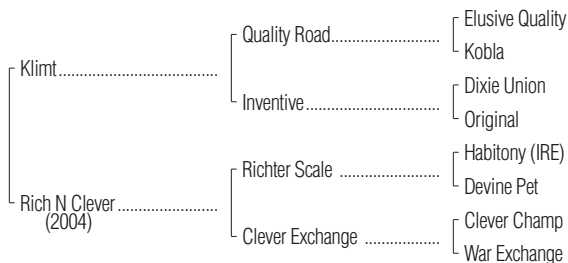 Elusive Quality
Quality Road........................
Kobla
Klimt...................................
Dixie Union
Inventive..............................
Original
Habitony (IRE)
Richter Scale ......................
Devine Pet
Rich N Clever......................
(2004)
Clever Champ
Clever Exchange ................
War Exchange